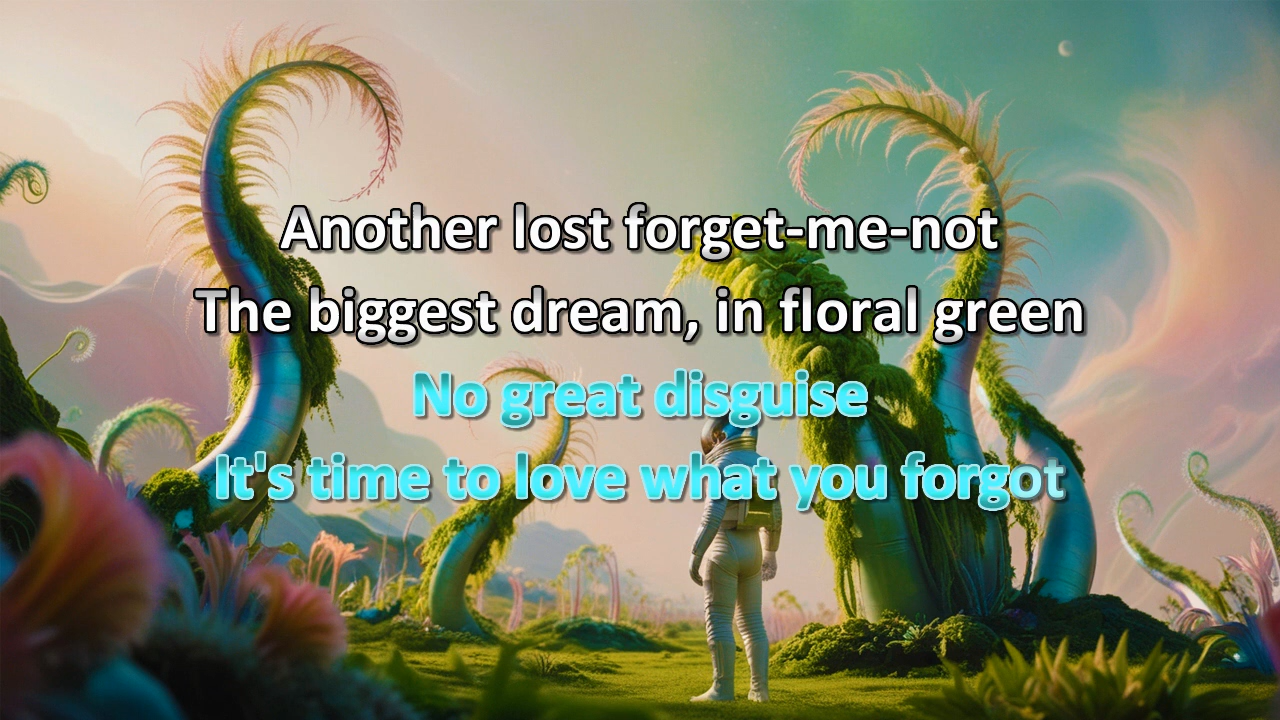 Another lost forget-me-not
The biggest dream, in floral green
No great disguise
It's time to love what you forgot